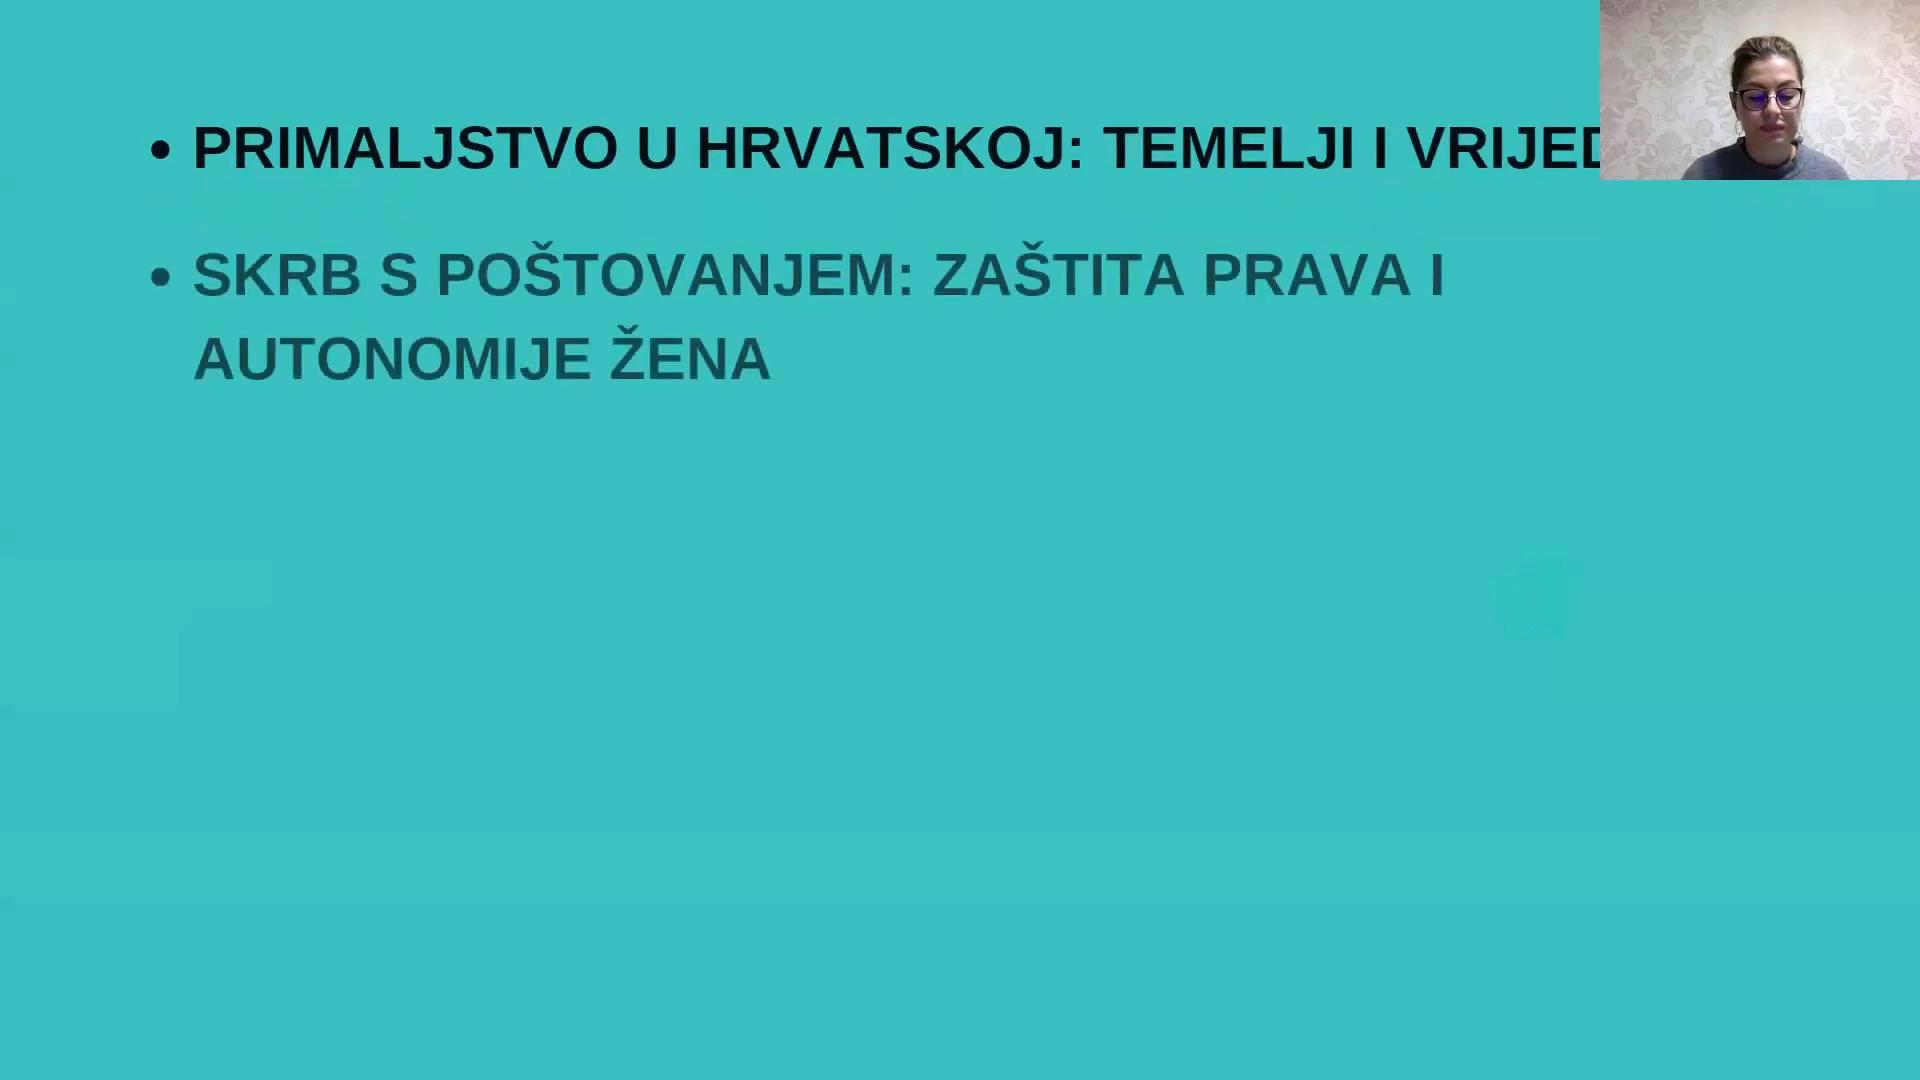 • PRIMALJSTVO U HRVATSKOJ: TEMELJI I
• SKRB S POŠTOVANJEM: ZAŠTITA PRAVA I
AUTONOMIJE ŽENA